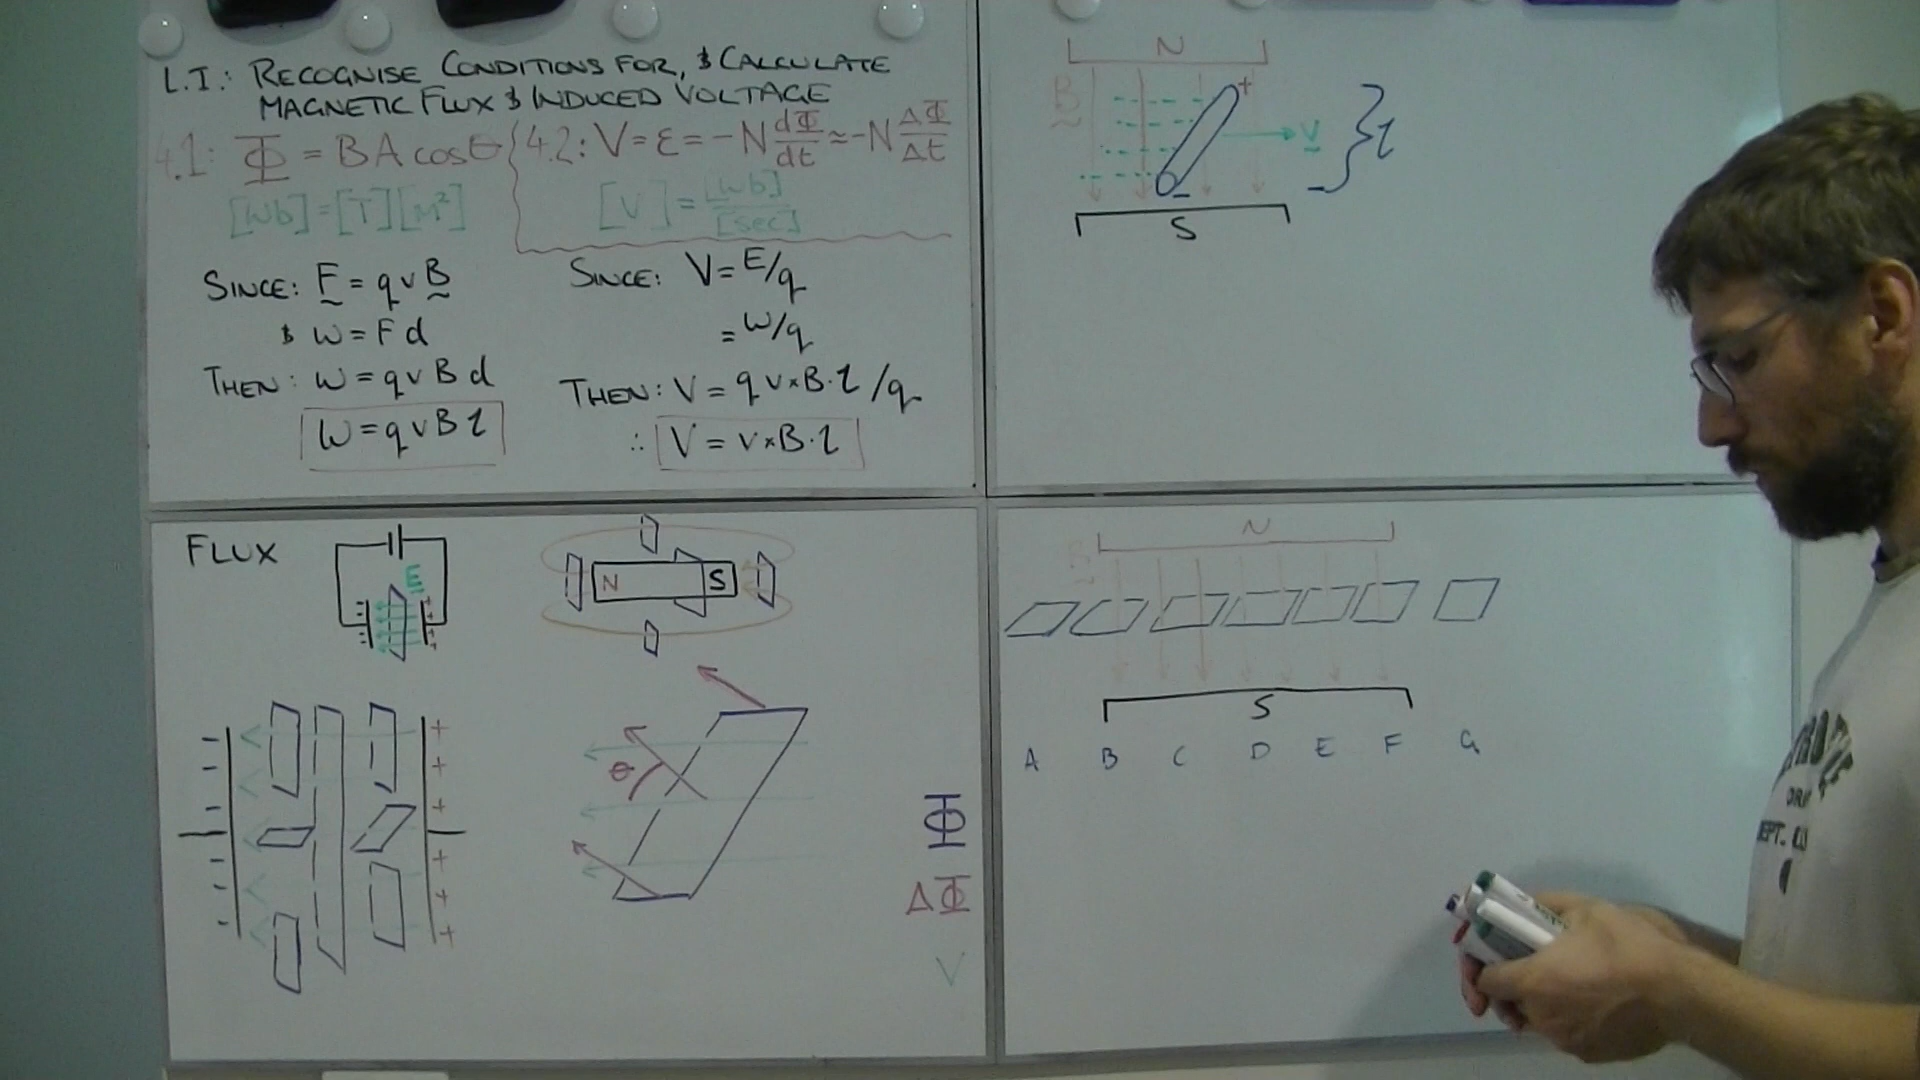 L.I.: RECOGNISE CONDITIONS FOR, & CALCULATE
MAGNETIC FLUX & INDUCED VOLTAGE
4.1: Φ = BA cosθ
[Wb] = [T][M²]
4.2: V = ε = -N dΦ/dt ≈ -N ΔΦ/Δt
[V] = [Wb]/[sec]
SINCE: F = qvB
& W = Fd
THEN: W = qvBd
W = qvBl
SINCE: V = E/q
= W/q
THEN: V = qv×B·l/q
∴ V = v×B·l
N
B
+
v
l
-
S
FLUX
E
N S
θ
Φ
ΔΦ
V
N
B
S
A B C D E F G
DEPT.